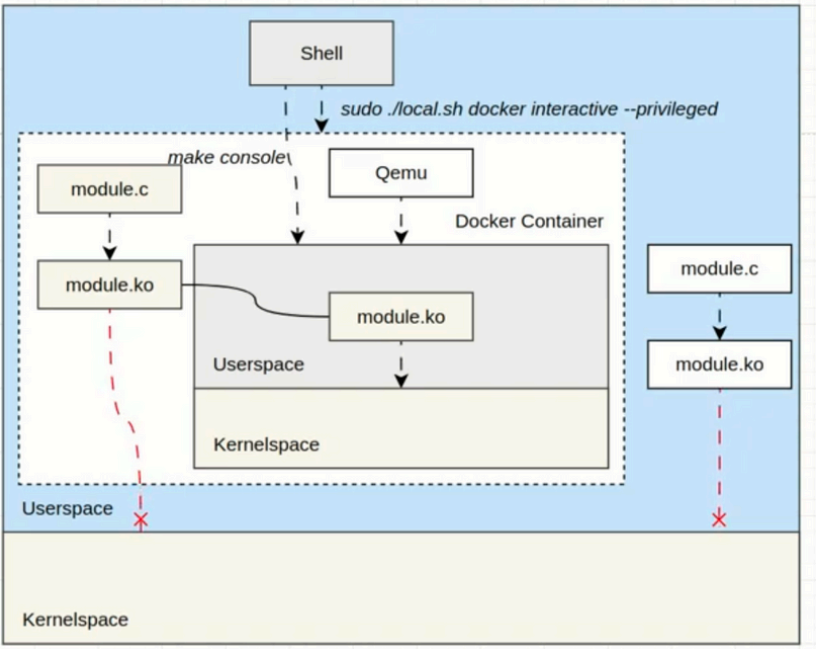 Shell
sudo ./local.sh docker interactive --privileged
make console\
module.c
Qemu
Docker Container
module.c
module.ko
module.ko
module.ko
Userspace
Kernelspace
Userspace
Kernelspace